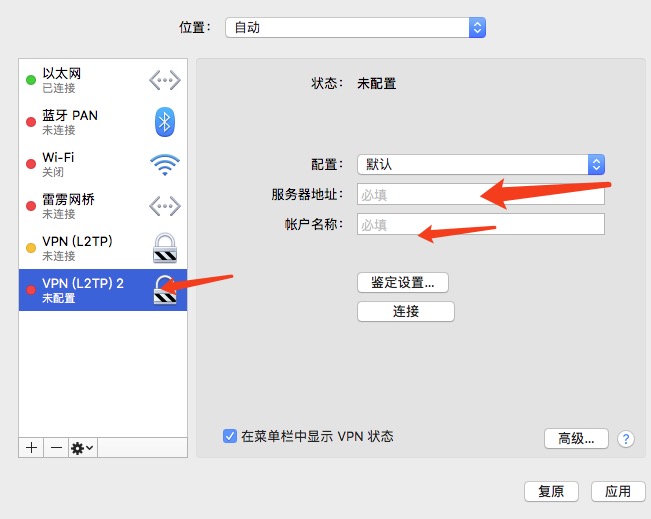 位置： 自动
以太网
已连接
蓝牙 PAN
未连接
Wi-Fi
关闭
雷雳网桥
未连接
VPN (L2TP)
未连接
VPN (L2TP) 2
未配置
状态： 未配置
配置： 默认
服务器地址： 必填
帐户名称： 必填
鉴定设置...
连接
在菜单栏中显示 VPN 状态
高级...
?
复原
应用